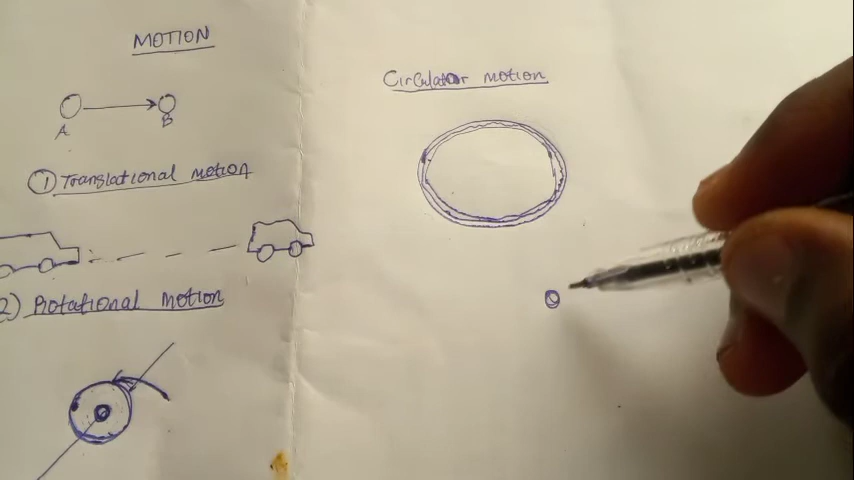 MOTION
A B
① Translational motion
2) Rotational motion
Circulator motion